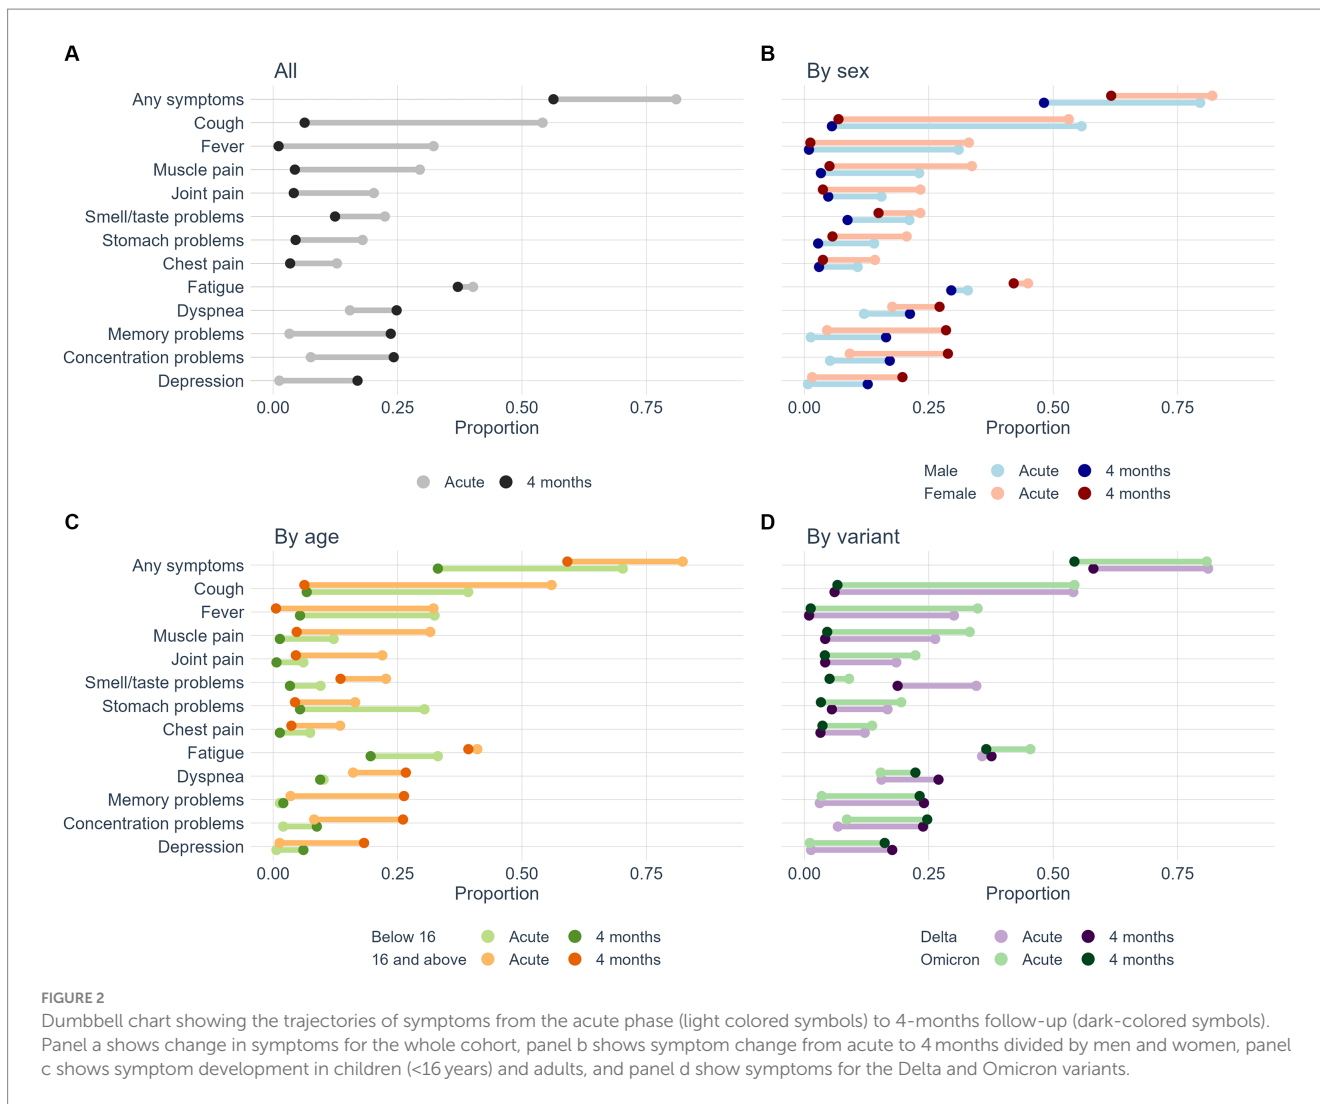 A
All
Any symptoms
Cough
Fever
Muscle pain
Joint pain
Smell/taste problems
Stomach problems
Chest pain
Fatigue
Dyspnea
Memory problems
Concentration problems
Depression
0.00 0.25 0.50 0.75
Proportion
Acute 4 months
B
By sex
0.00 0.25 0.50 0.75
Proportion
Male Acute 4 months
Female Acute 4 months
C
By age
Any symptoms
Cough
Fever
Muscle pain
Joint pain
Smell/taste problems
Stomach problems
Chest pain
Fatigue
Dyspnea
Memory problems
Concentration problems
Depression
0.00 0.25 0.50 0.75
Proportion
Below 16 Acute 4 months
16 and above Acute 4 months
D
By variant
0.00 0.25 0.50 0.75
Proportion
Delta Acute 4 months
Omicron Acute 4 months
FIGURE 2
Dumbbell chart showing the trajectories of symptoms from the acute phase (light colored symbols) to 4-months follow-up (dark-colored symbols).
Panel a shows change in symptoms for the whole cohort, panel b shows symptom change from acute to 4 months divided by men and women, panel
c shows symptom development in children (<16 years) and adults, and panel d show symptoms for the Delta and Omicron variants.